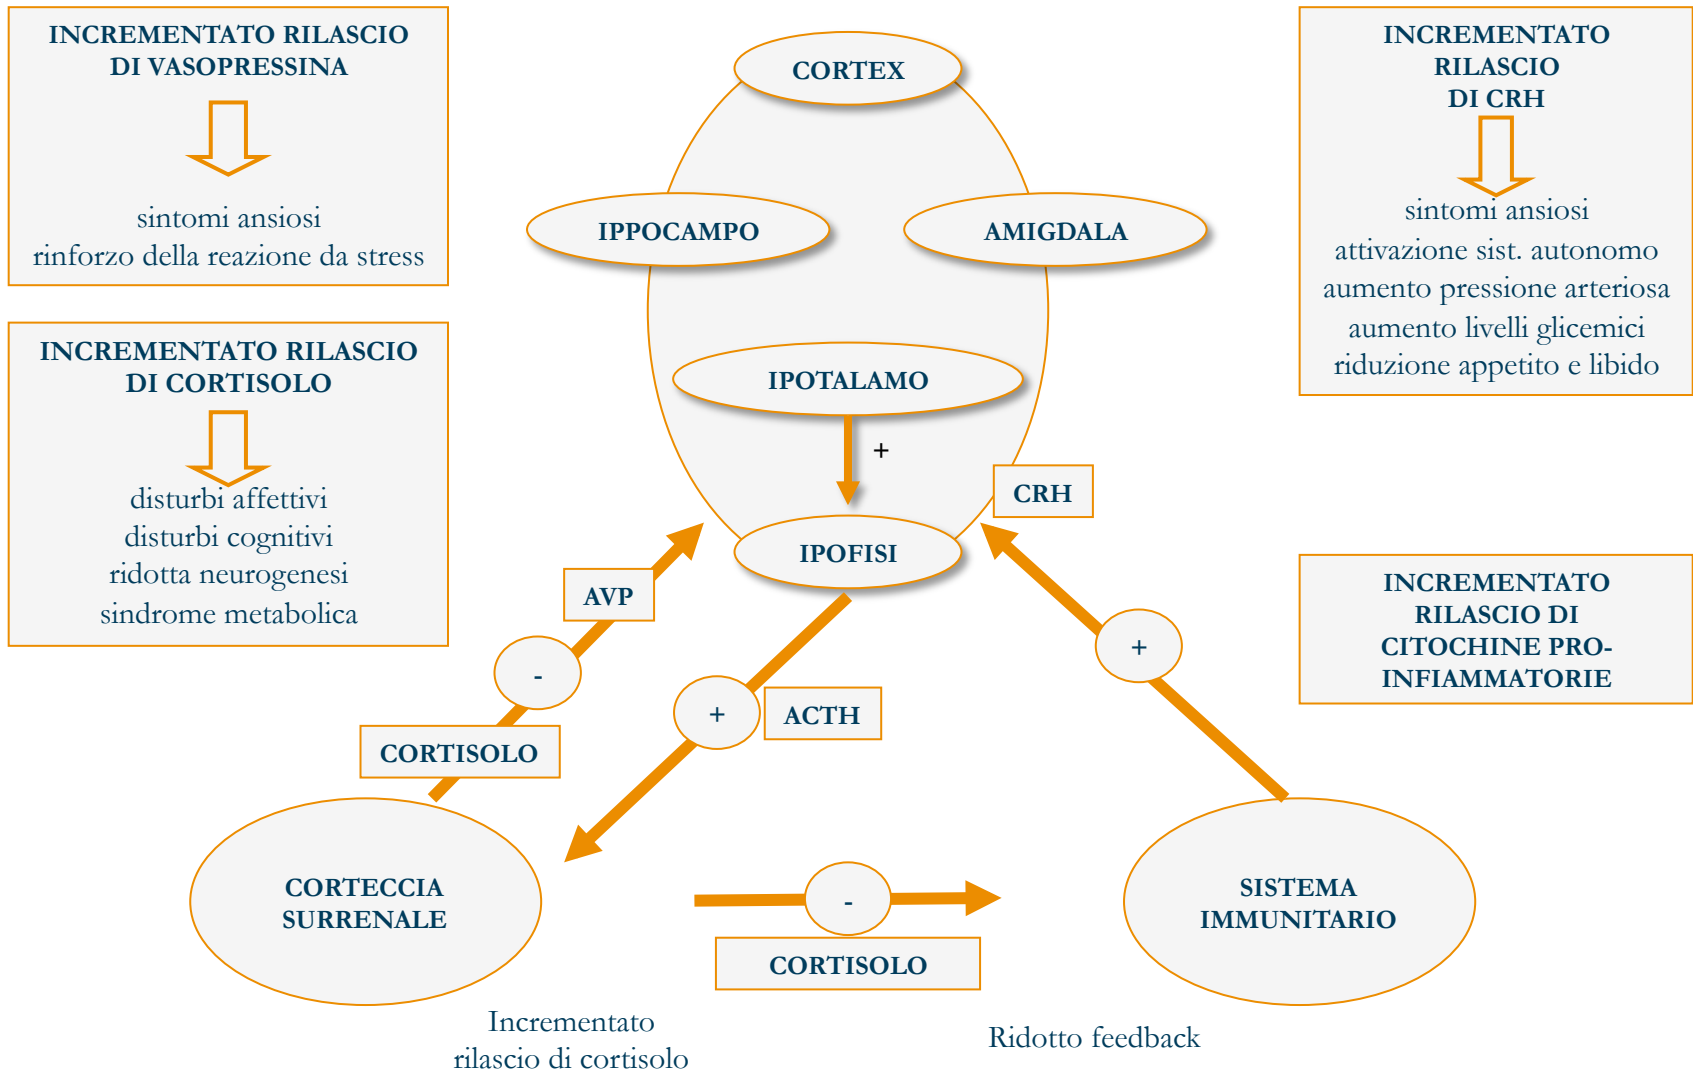 INCREMENTATO RILASCIO
DI VASOPRESSINA
sintomi ansiosi
rinforzo della reazione da stress
INCREMENTATO RILASCIO
DI CORTISOLO
disturbi affettivi
disturbi cognitivi
ridotta neurogenesi
sindrome metabolica
CORTEX
IPPOCAMPO
AMIGDALA
IPOTALAMO
+
CRH
IPOFISI
AVP
-
+
ACTH
CORTISOLO
+
INCREMENTATO
RILASCIO
DI CRH
sintomi ansiosi
attivazione sist. autonomo
aumento pressione arteriosa
aumento livelli glicemici
riduzione appetito e libido
INCREMENTATO
RILASCIO DI
CITOCHINE PRO-
INFIAMMATORIE
CORTECCIA
SURRENALE
-
CORTISOLO
SISTEMA
IMMUNITARIO
Incrementato
rilascio di cortisolo
Ridotto feedback